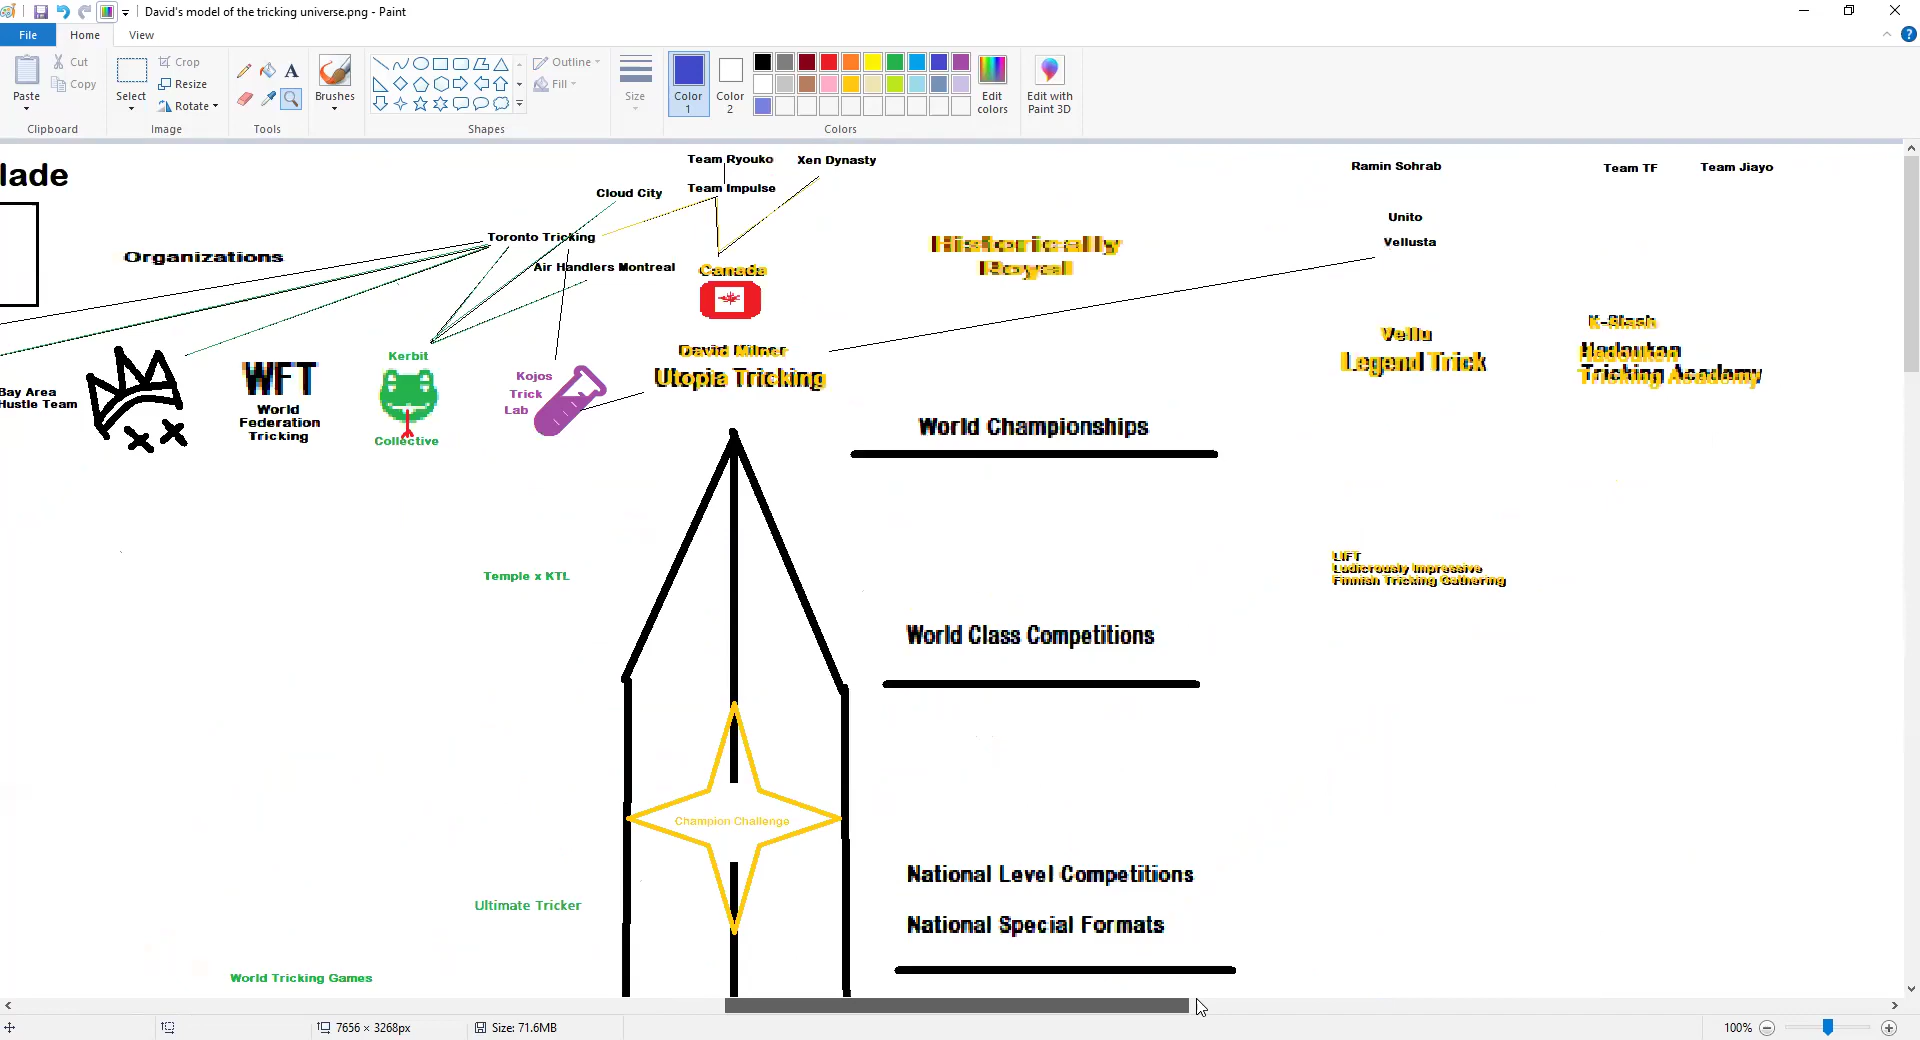 David's model of the tricking universe.png - Paint
File
Home
View
Paste
Cut
Copy
Clipboard
Select
Crop
Resize
Rotate
Image
A
Tools
Brushes
Shapes
Outline
Fill
Size
Color
1
Color
2
Colors
Edit
colors
Edit with
Paint 3D
lade
Organizations
Bay Area
Hustle Team
WFT
World
Federation
Tricking
Kerbit
Collective
Kojos
Trick
Lab
Toronto Tricking
Air Handlers Montreal
Cloud City
Team Ryouko
Team Impulse
Xen Dynasty
Canada
David Milner
Utopia Tricking
Historically
Royal
Ramin Sohrab
Unito
Vellusta
Vellu
Legend Trick
Team TF
Team Jiayo
K-Slash
Hadouken
Tricking Academy
World Championships
LIFT
Ludicrously Impressive
Finnish Tricking Gathering
Temple x KTL
World Class Competitions
Champion Challenge
National Level Competitions
Ultimate Tricker
National Special Formats
World Tricking Games
7656 × 3268px
Size: 71.6MB
100%